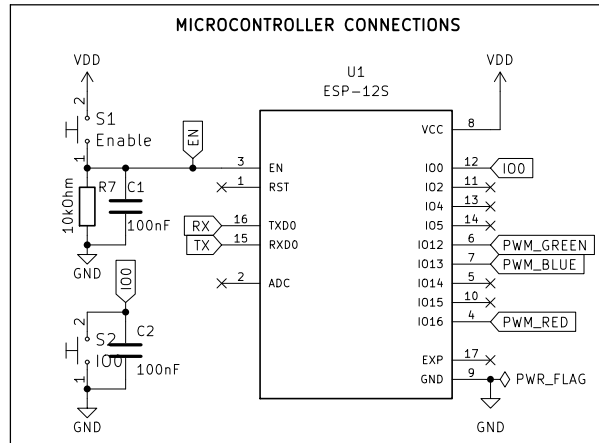 MICROCONTROLLER CONNECTIONS
VDD
2
S1
Enable
1
R7
10kOhm
C1
100nF
GND
EN
U1
ESP-12S
VDD
3 EN
1 RST
RX 16 TXD0
TX 15 RXD0
2 ADC
VCC 8
IO0 12 IO0
IO2 11
IO4 13
IO5 14
IO12 6 PWM_GREEN
IO13 7 PWM_BLUE
IO14 5
IO15 10
IO16 4 PWM_RED
EXP 17
GND 9 PWR_FLAG
GND
IO0
2
S2
IO0
1
C2
100nF
GND